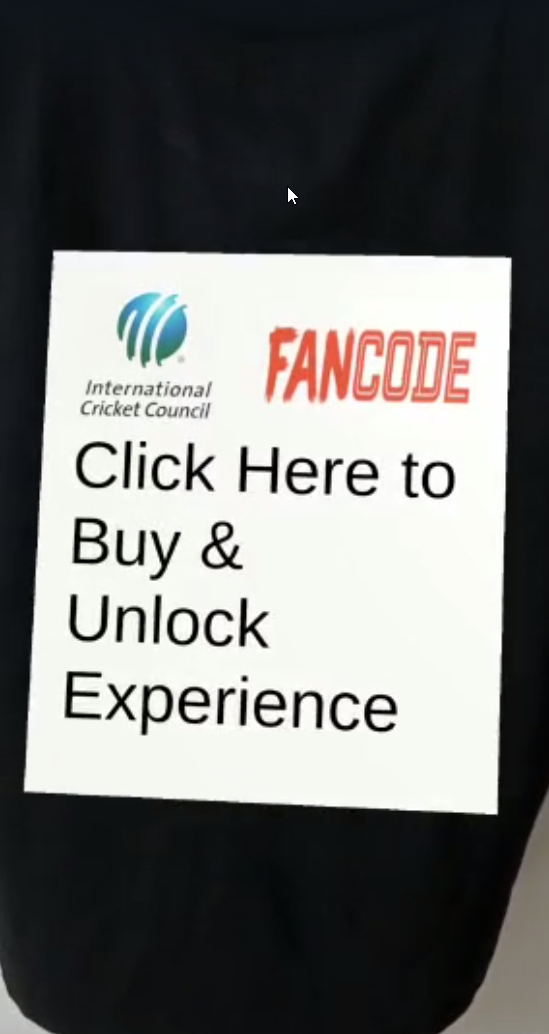 International
Cricket Council
FANCODE
Click Here to
Buy &
Unlock
Experience